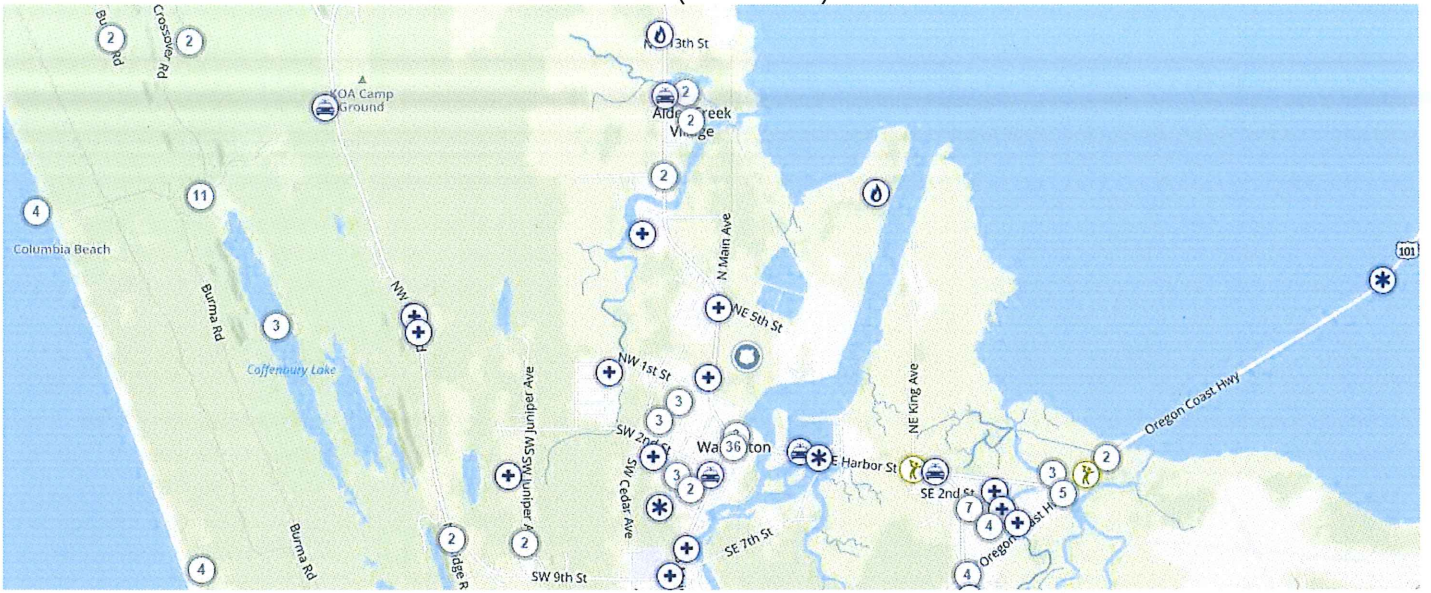 2
2
Crossover Rd
13th St
KOA Camp
Ground
2
2
2
11
4
Columbia Beach
101
N Main Ave
NW
Burma Rd
3
NE 5th St
Coffenbury Lake
NW 1st St
SW Juniper Ave
NE King Ave
Oregon Coast Hwy
3
3
SW 2nd St
36
E Harbor St
2
3
5
SW Cedar Ave
3
2
SE 2nd St
7
4
Burma Rd
2
2
SE 7th St
4
SW 9th St
4